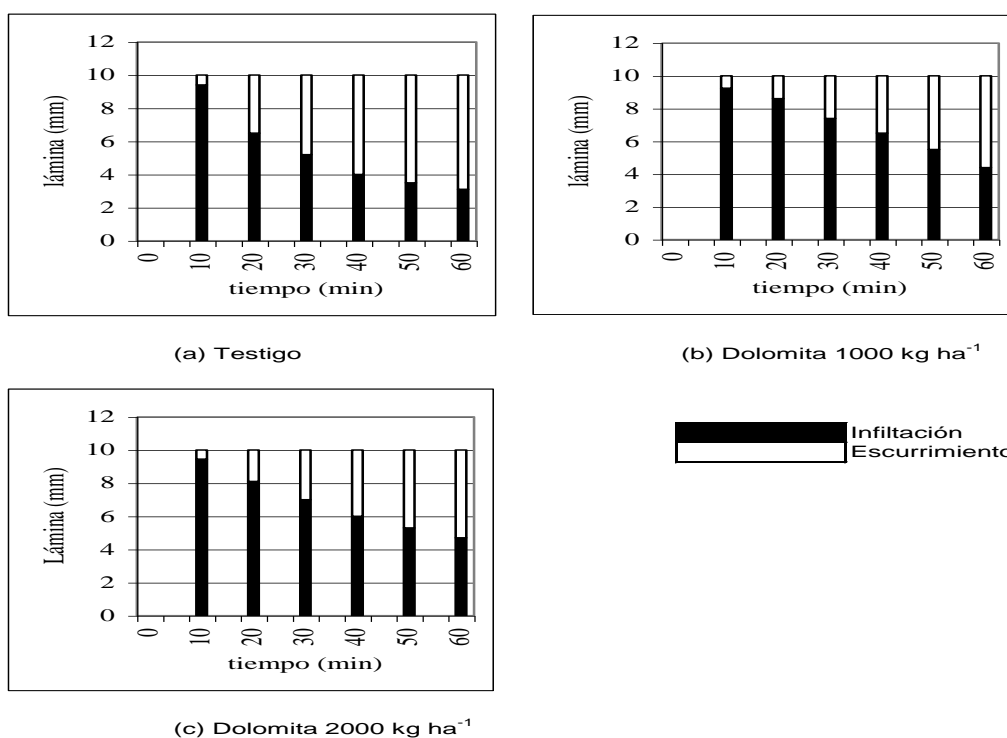 12
10
8
6
4
2
0
lámina (mm)
0 10 20 30 40 50 60
tiempo (min)
(a) Testigo
12
10
8
6
4
2
0
lámina (mm)
0 10 20 30 40 50 60
tiempo (min)
(b) Dolomita 1000 kg ha⁻¹
12
10
8
6
4
2
0
Lámina (mm)
0 10 20 30 40 50 60
tiempo (min)
(c) Dolomita 2000 kg ha⁻¹
Infiltación
Escurrimiento